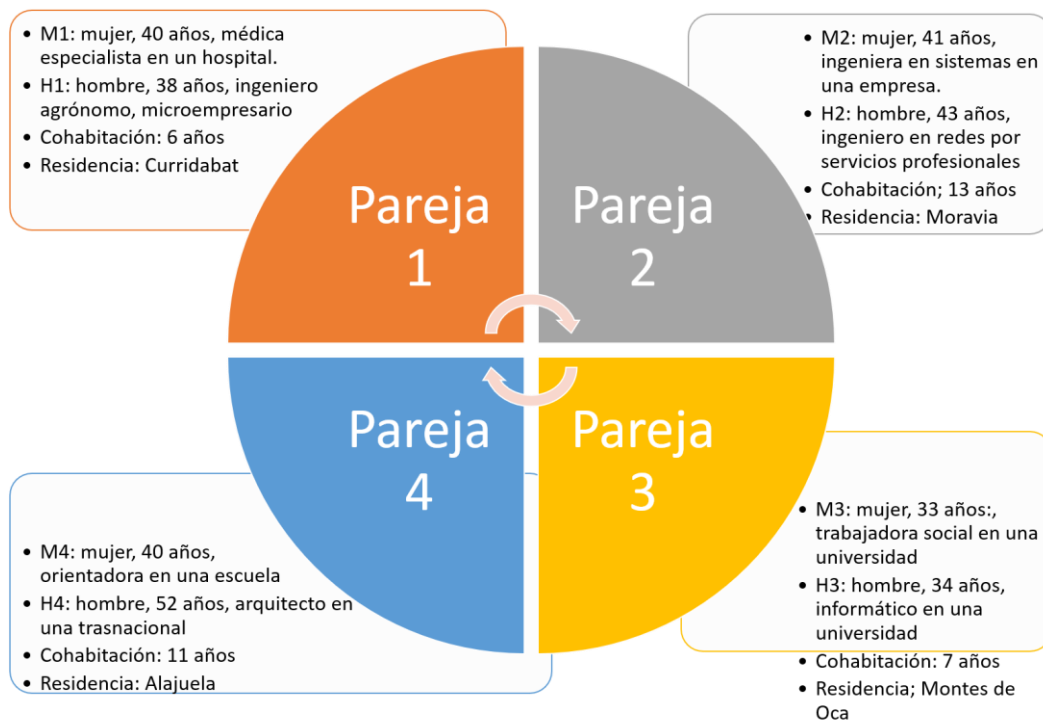 • M1: mujer, 40 años, médica
especialista en un hospital.
• H1: hombre, 38 años, ingeniero
agrónomo, microempresario
• Cohabitación: 6 años
• Residencia: Curridabat
Pareja
1
• M2: mujer, 41 años,
ingeniera en sistemas en
una empresa.
• H2: hombre, 43 años,
ingeniero en redes por
servicios profesionales
• Cohabitación; 13 años
• Residencia: Moravia
Pareja
2
• M3: mujer, 33 años:,
trabajadora social en una
universidad
• H3: hombre, 34 años,
informático en una
universidad
• Cohabitación: 7 años
• Residencia; Montes de
Oca
Pareja
3
• M4: mujer, 40 años,
orientadora en una escuela
• H4: hombre, 52 años, arquitecto en
una trasnacional
• Cohabitación: 11 años
• Residencia: Alajuela
Pareja
4